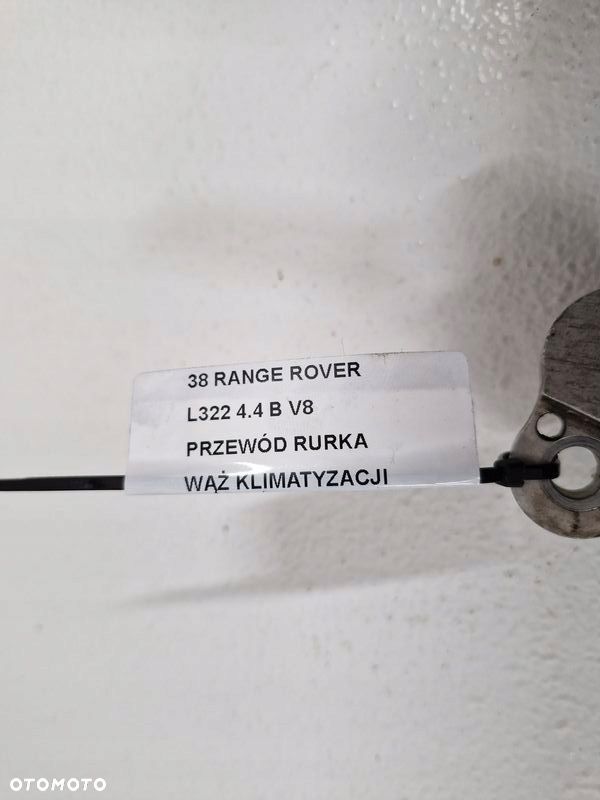 38 RANGE ROVER
L322 4.4 B V8
PRZEWÓD RURKA
WĄŻ KLIMATYZACJI
OTOMOTO